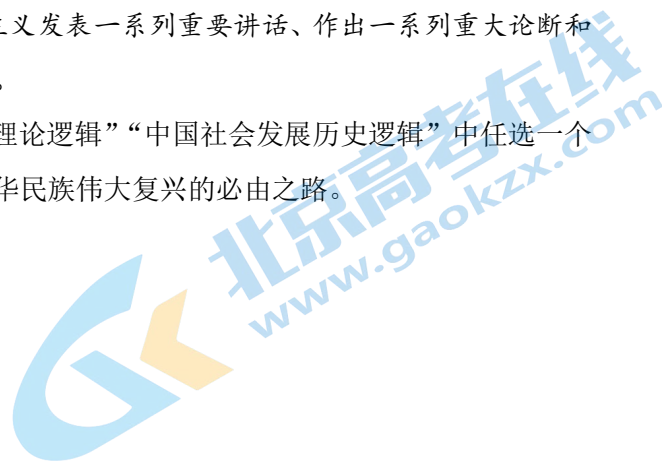 主义发表一系列重要讲话、作出一系列重大论断和
。
理论逻辑”“中国社会发展历史逻辑”中任选一个
华民族伟大复兴的必由之路。
北京高考在线
www.gaokzx.com